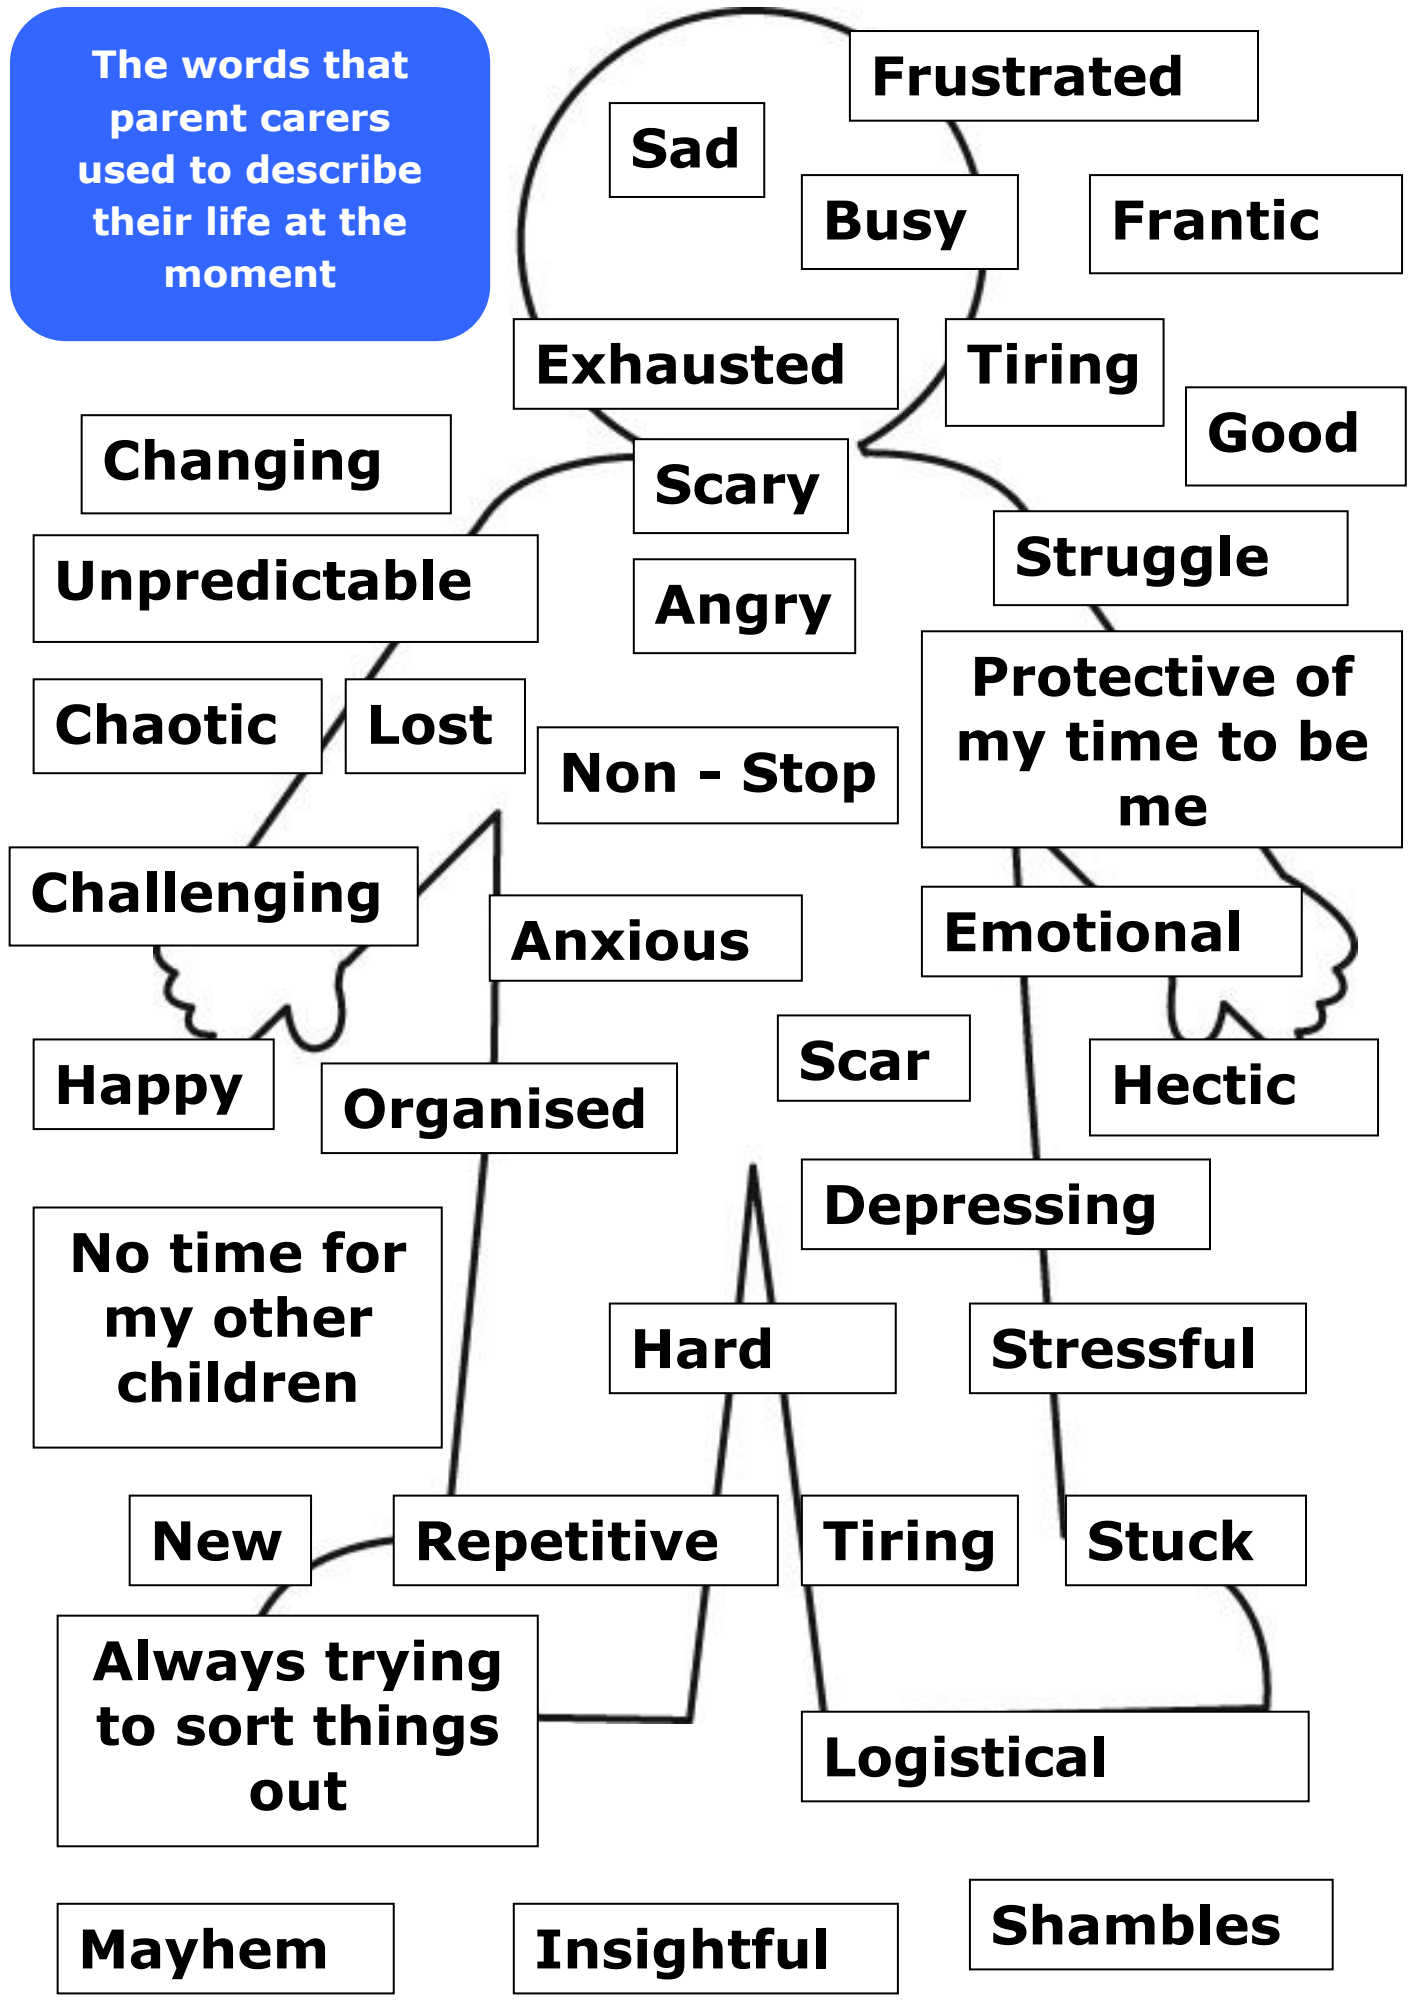 The words that
parent carers
used to describe
their life at the
moment
Frustrated
Sad
Busy
Frantic
Exhausted
Tiring
Good
Changing
Scary
Unpredictable
Struggle
Angry
Protective of
my time to be
me
Chaotic
Lost
Non - Stop
Challenging
Anxious
Emotional
Scar
Happy
Organised
Hectic
Depressing
No time for
my other
children
Hard
Stressful
New
Repetitive
Tiring
Stuck
Always trying
to sort things
out
Logistical
Mayhem
Insightful
Shambles